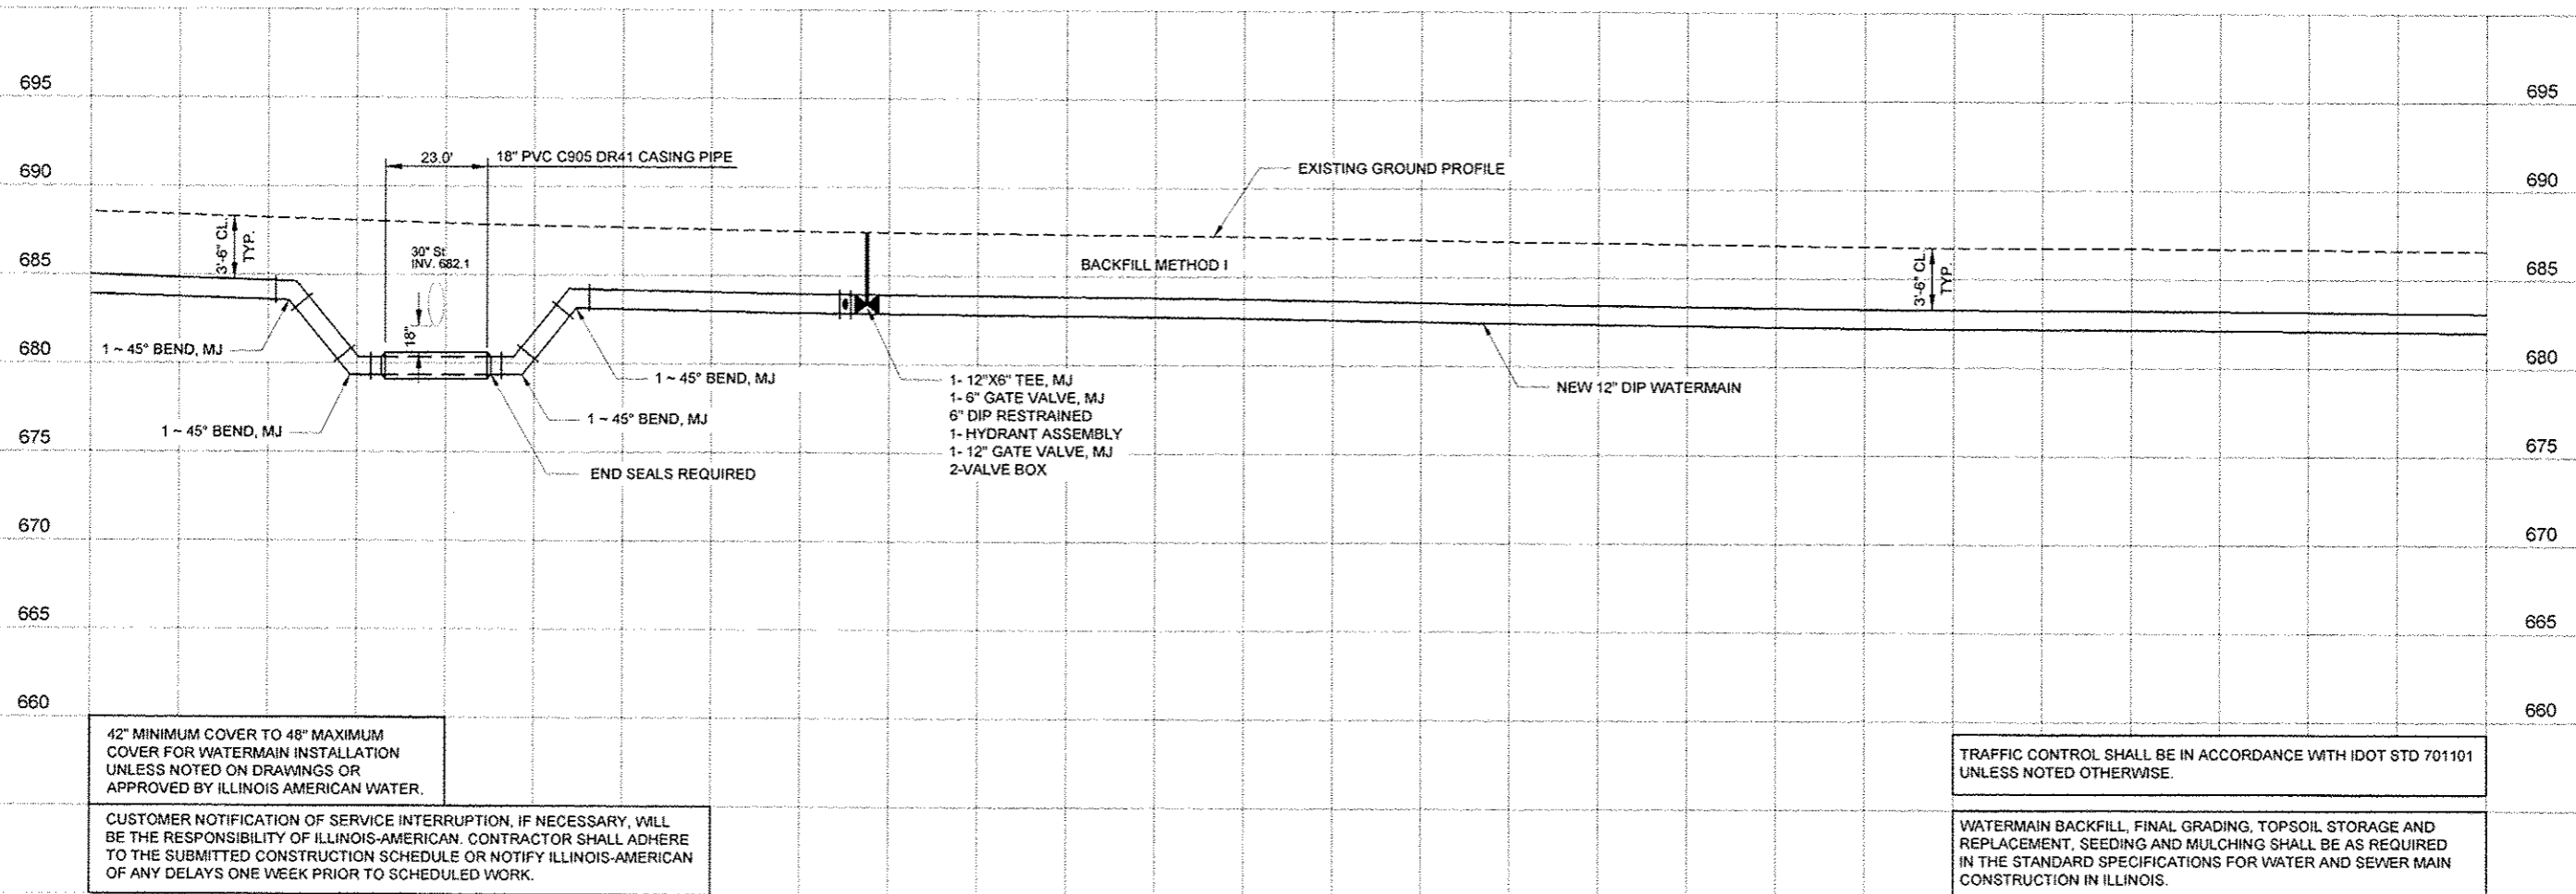 695
695
690
690
685
685
680
680
675
675
670
670
665
665
660
660
23.0'
18" PVC C905 DR41 CASING PIPE
EXISTING GROUND PROFILE
3'-6" CL.
TYP.
30" St
INV. 682.1
18"
BACKFILL METHOD I
3'-6" CL.
TYP.
1 ~ 45° BEND, MJ
1 ~ 45° BEND, MJ
1 ~ 45° BEND, MJ
1 ~ 45° BEND, MJ
END SEALS REQUIRED
1- 12"X6" TEE, MJ
1- 6" GATE VALVE, MJ
6" DIP RESTRAINED
1- HYDRANT ASSEMBLY
1- 12" GATE VALVE, MJ
2-VALVE BOX
NEW 12" DIP WATERMAIN
42" MINIMUM COVER TO 48" MAXIMUM
COVER FOR WATERMAIN INSTALLATION
UNLESS NOTED ON DRAWINGS OR
APPROVED BY ILLINOIS AMERICAN WATER.
CUSTOMER NOTIFICATION OF SERVICE INTERRUPTION, IF NECESSARY, WILL
BE THE RESPONSIBILITY OF ILLINOIS-AMERICAN. CONTRACTOR SHALL ADHERE
TO THE SUBMITTED CONSTRUCTION SCHEDULE OR NOTIFY ILLINOIS-AMERICAN
OF ANY DELAYS ONE WEEK PRIOR TO SCHEDULED WORK.
TRAFFIC CONTROL SHALL BE IN ACCORDANCE WITH IDOT STD 701101
UNLESS NOTED OTHERWISE.
WATERMAIN BACKFILL, FINAL GRADING, TOPSOIL STORAGE AND
REPLACEMENT, SEEDING AND MULCHING SHALL BE AS REQUIRED
IN THE STANDARD SPECIFICATIONS FOR WATER AND SEWER MAIN
CONSTRUCTION IN ILLINOIS.